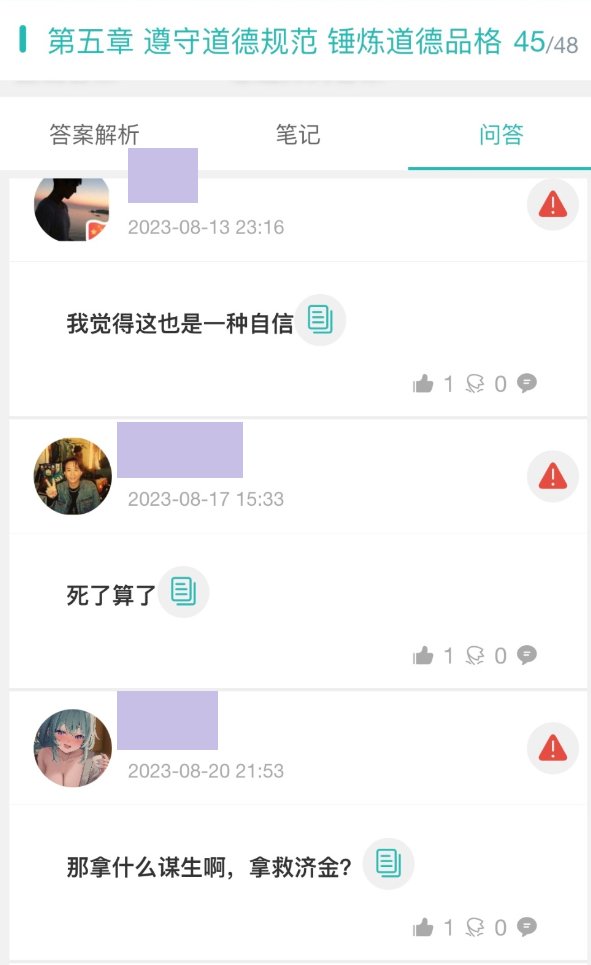 第五章 遵守道德规范 锤炼道德品格 45/48
答案解析 笔记 问答
2023-08-13 23:16
我觉得这也是一种自信
1 0
2023-08-17 15:33
死了算了
1 0
2023-08-20 21:53
那拿什么谋生啊，拿救济金？
1 0